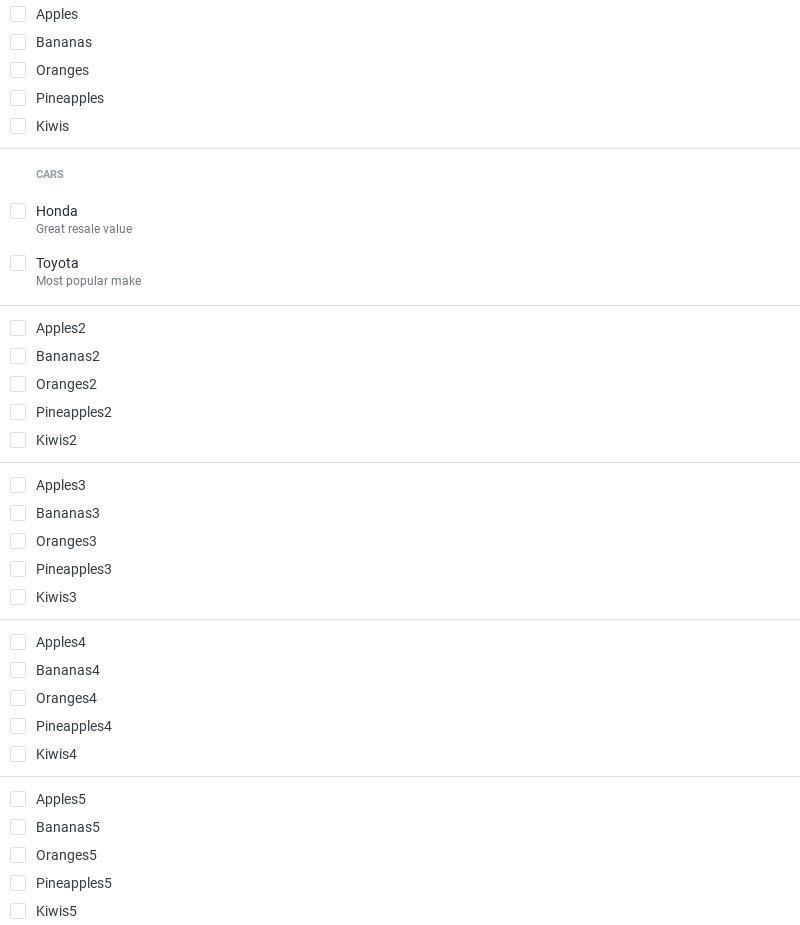 Apples
Bananas
Oranges
Pineapples
Kiwis
CARS
Honda
Great resale value
Toyota
Most popular make
Apples2
Bananas2
Oranges2
Pineapples2
Kiwis2
Apples3
Bananas3
Oranges3
Pineapples3
Kiwis3
Apples4
Bananas4
Oranges4
Pineapples4
Kiwis4
Apples5
Bananas5
Oranges5
Pineapples5
Kiwis5